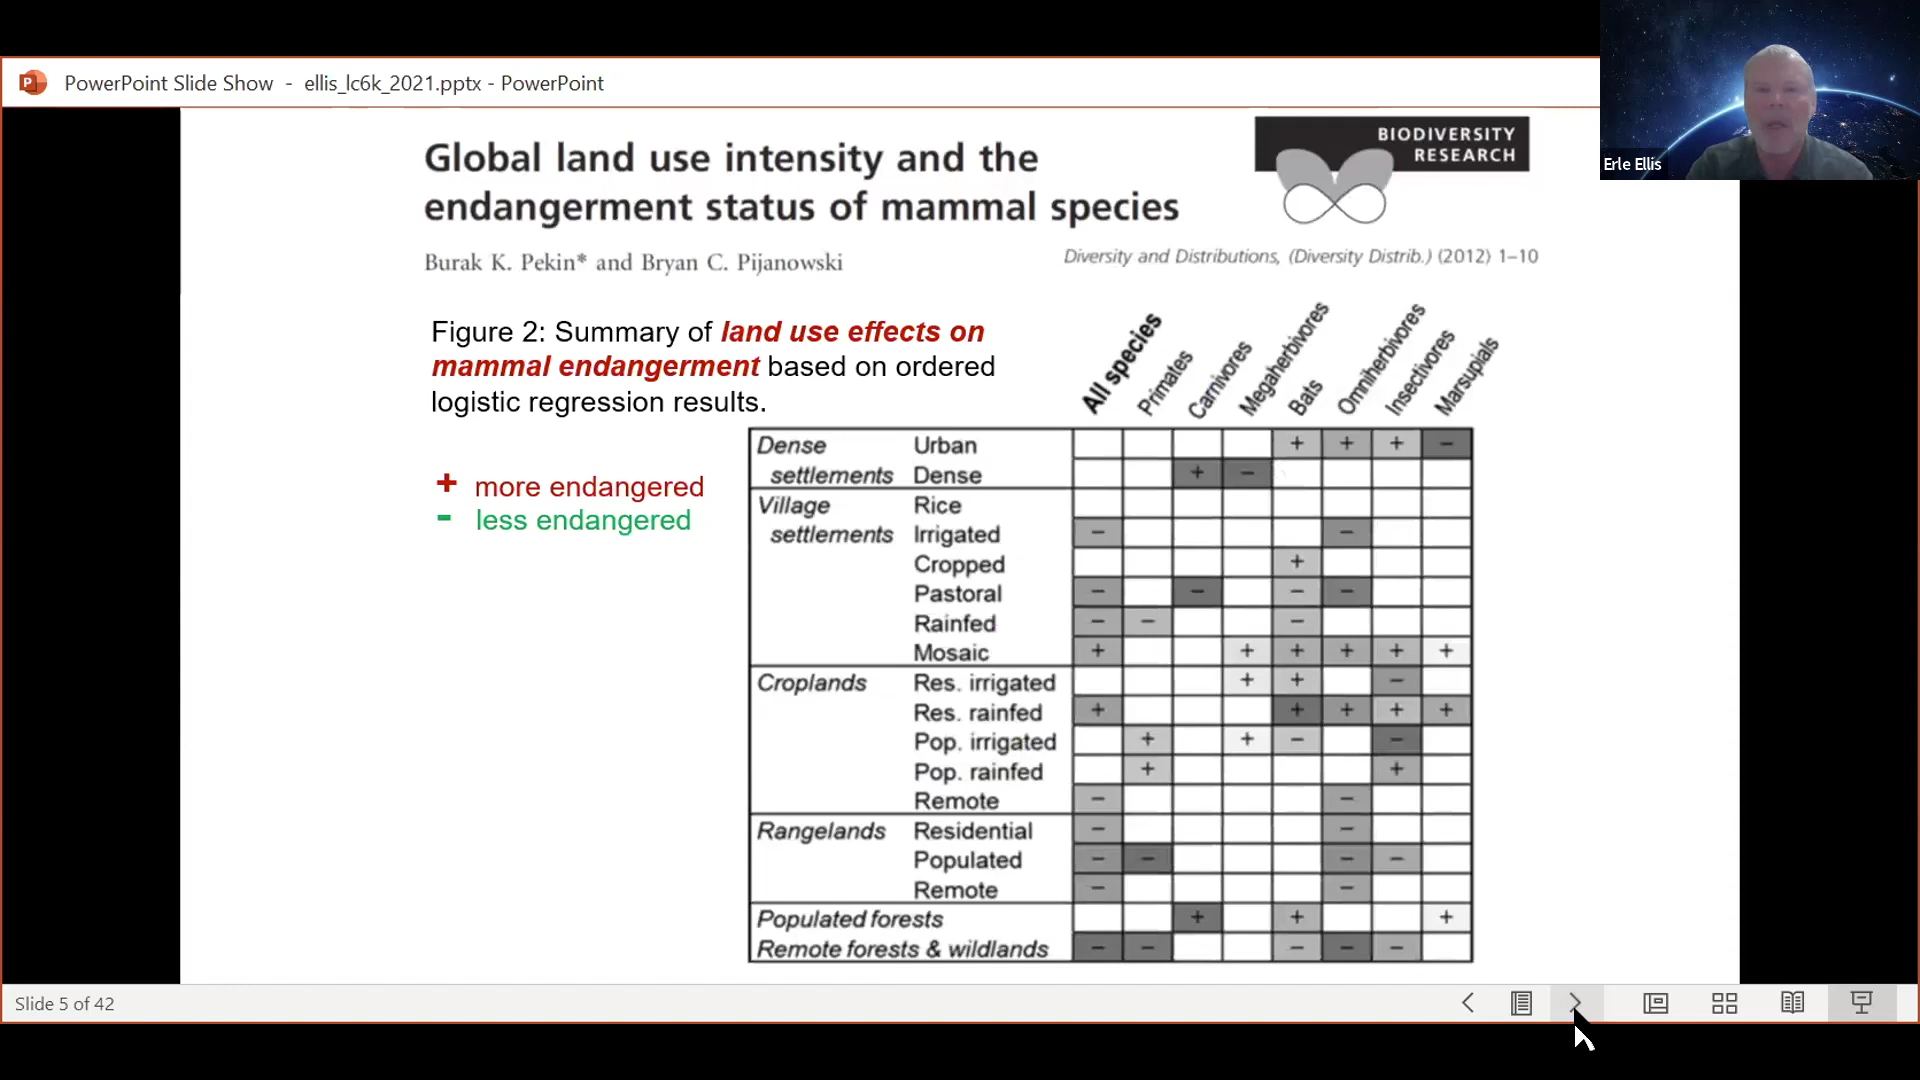 PowerPoint Slide Show - ellis_lc6k_2021.pptx - PowerPoint
Erle Ellis
Global land use intensity and the
endangerment status of mammal species
BIODIVERSITY
RESEARCH
Burak K. Pekin* and Bryan C. Pijanowski
Diversity and Distributions, (Diversity Distrib.) (2012) 1–10
Figure 2: Summary of land use effects on
mammal endangerment based on ordered
logistic regression results.
+ more endangered
- less endangered
All species Primates Carnivores Megaherbivores Bats Omniherbivores Insectivores Marsupials
Dense Urban + + + −
settlements Dense + −
Village Rice
settlements Irrigated − −
Cropped +
Pastoral − − − −
Rainfed − − −
Mosaic + + + + + +
Croplands Res. irrigated + + −
Res. rainfed + + + + +
Pop. irrigated + + − −
Pop. rainfed + +
Remote − −
Rangelands Residential − −
Populated − − − −
Remote − −
Populated forests + + +
Remote forests & wildlands − − − − −
Slide 5 of 42